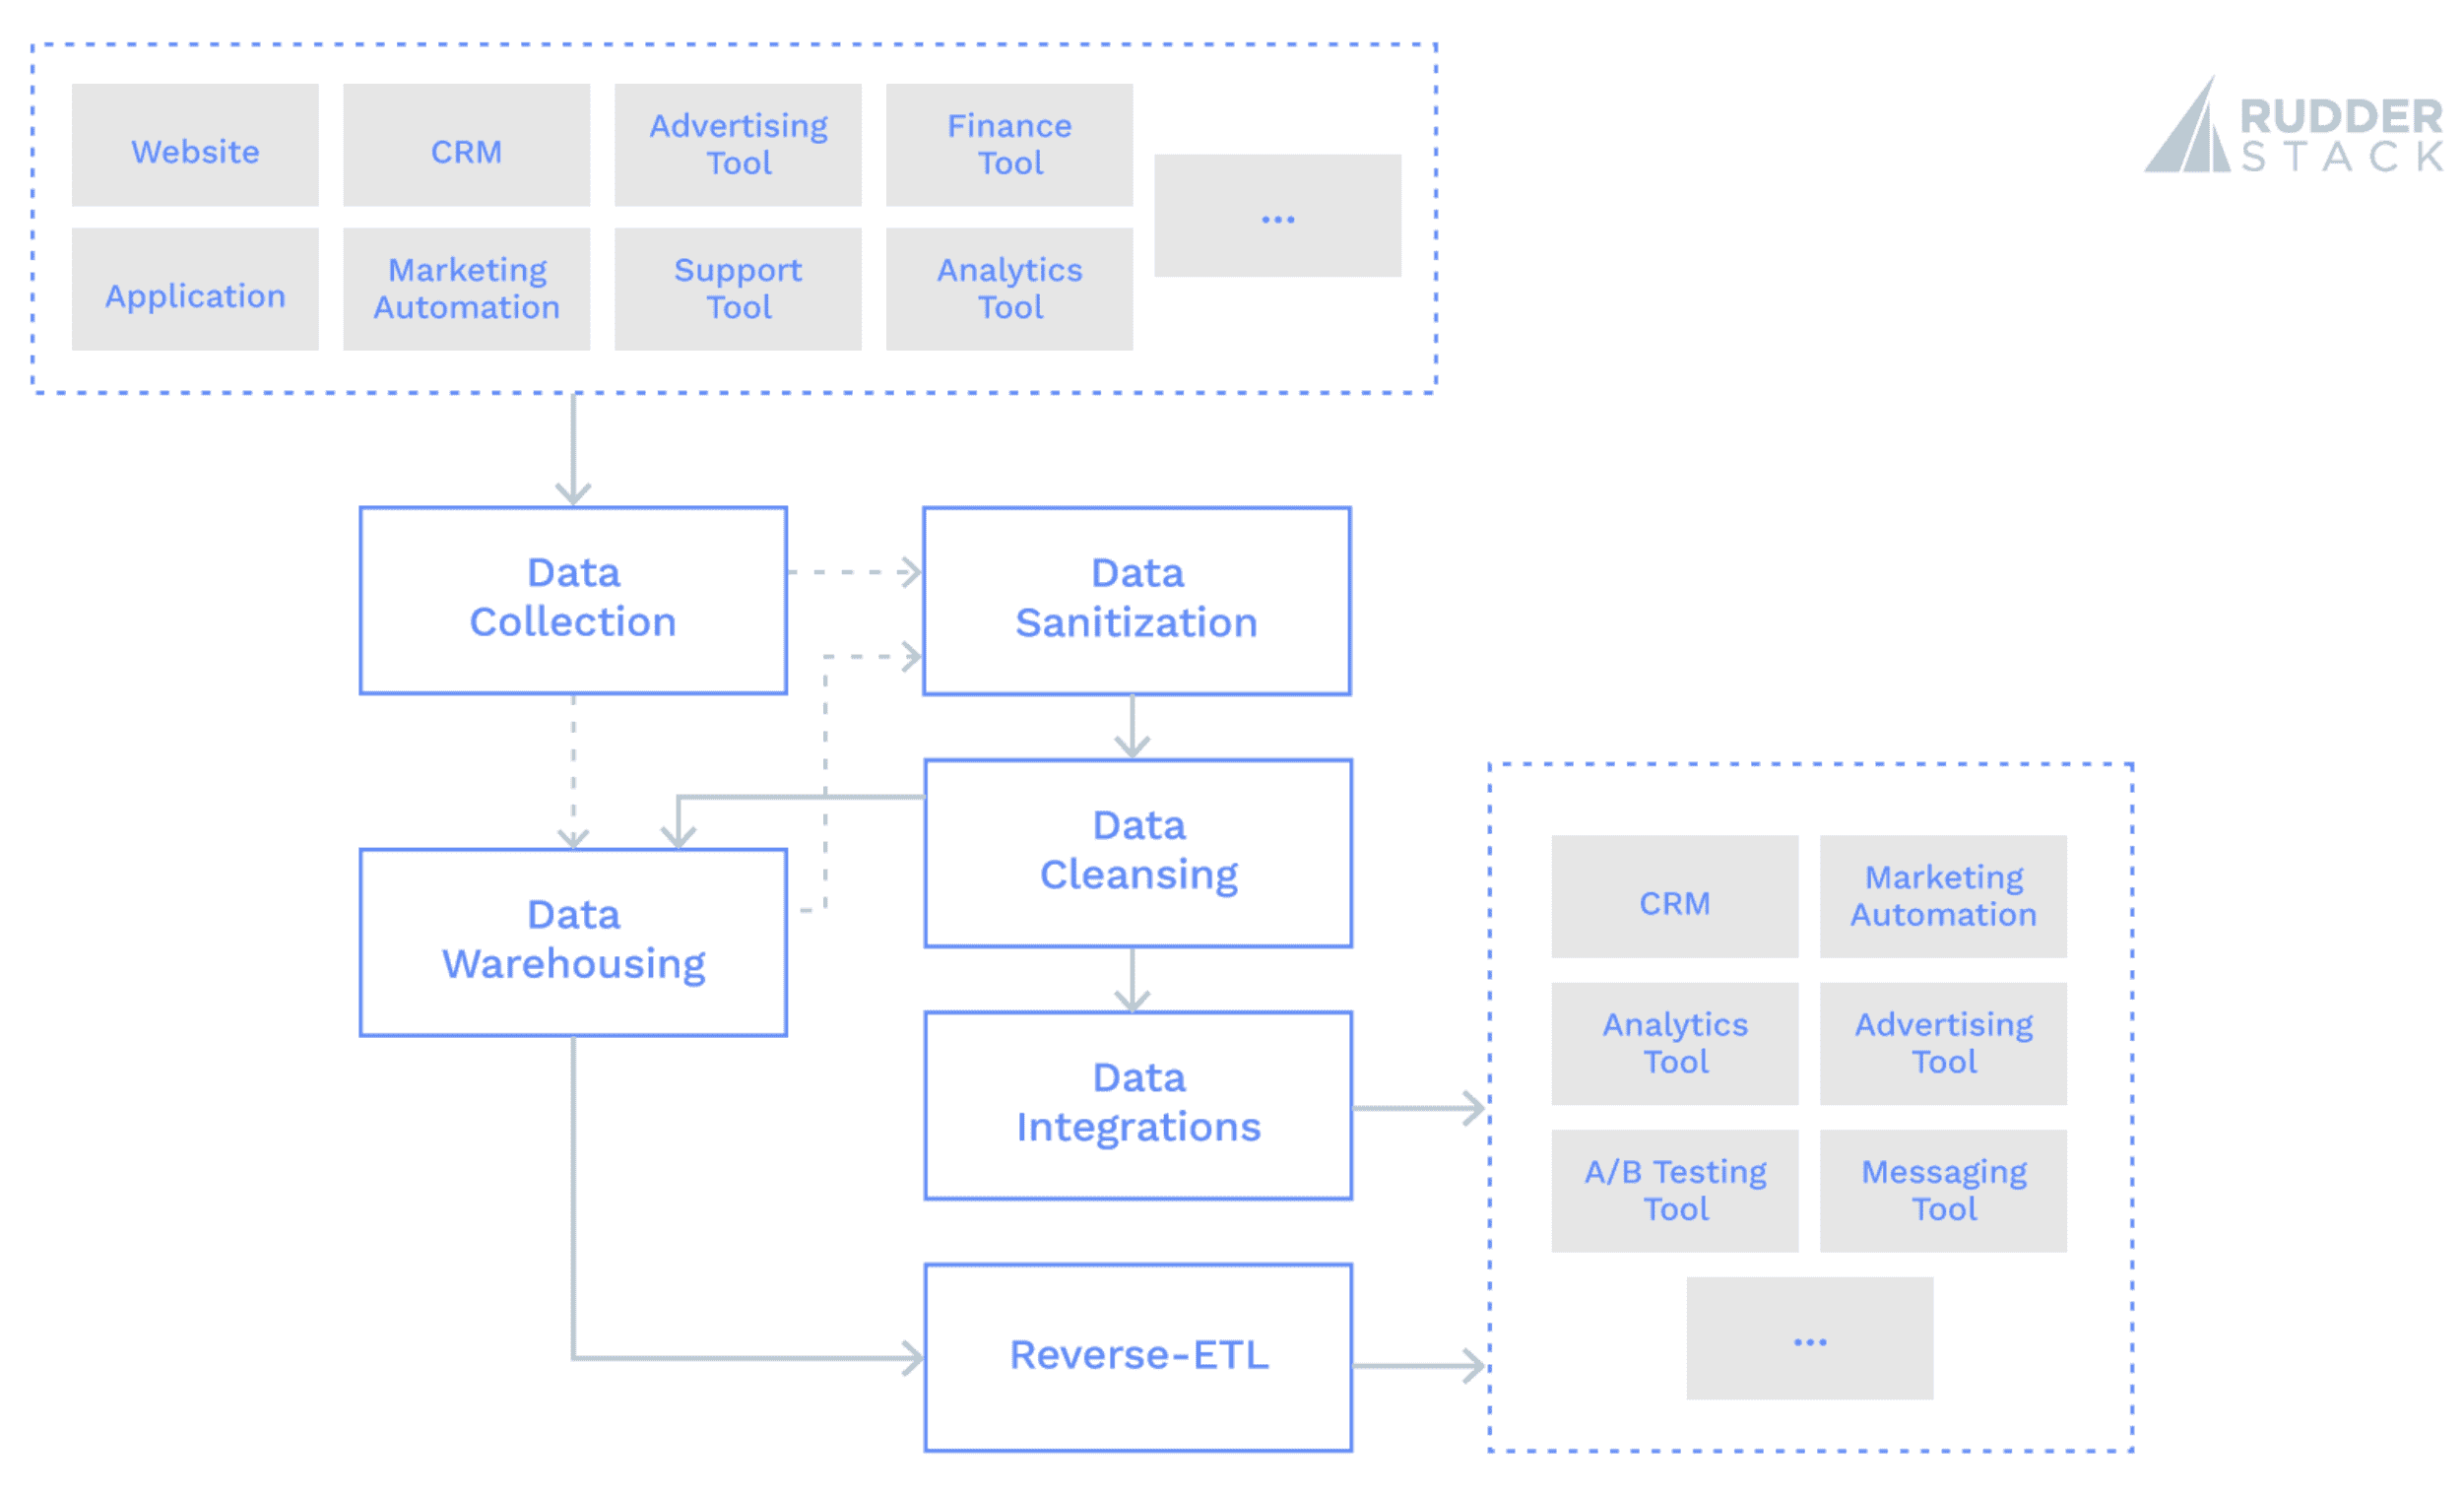 Website
CRM
Advertising
Tool
Finance
Tool
...
Application
Marketing
Automation
Support
Tool
Analytics
Tool
RUDDER
STACK
Data
Collection
Data
Sanitization
Data
Warehousing
Data
Cleansing
Data
Integrations
Reverse-ETL
CRM
Marketing
Automation
Analytics
Tool
Advertising
Tool
A/B Testing
Tool
Messaging
Tool
...